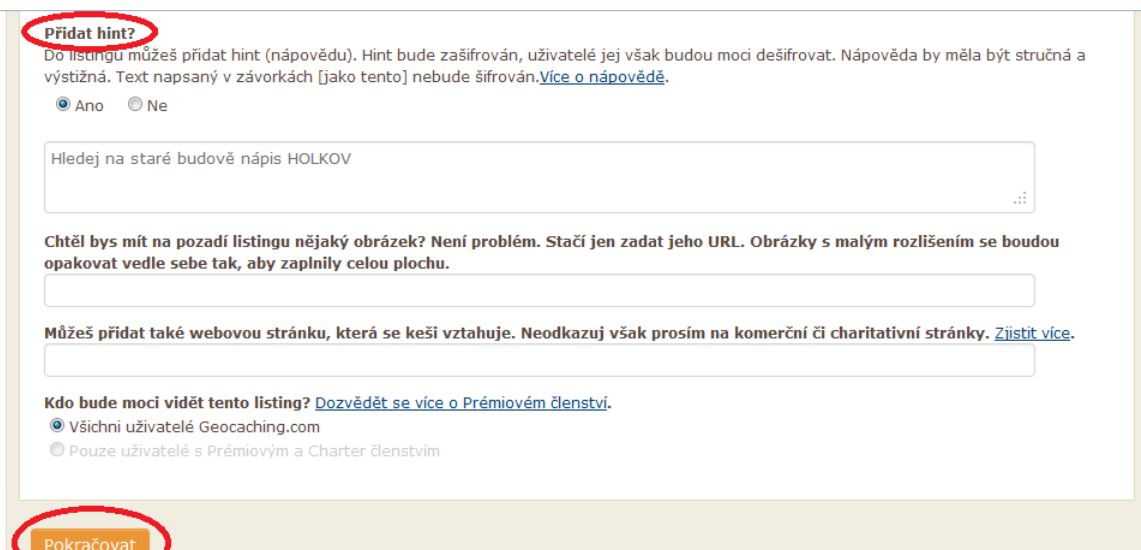 Přidat hint?
Do listingu můžeš přidat hint (nápovědu). Hint bude zašifrován, uživatelé jej však budou moci dešifrovat. Nápověda by měla být stručná a
výstižná. Text napsaný v závorkách [jako tento] nebude šifrován.Více o nápovědě.
Ano Ne
Hledej na staré budově nápis HOLKOV
Chtěl bys mít na pozadí listingu nějaký obrázek? Není problém. Stačí jen zadat jeho URL. Obrázky s malým rozlišením se boudou
opakovat vedle sebe tak, aby zaplnily celou plochu.
Můžeš přidat také webovou stránku, která se keši vztahuje. Neodkazuj však prosím na komerční či charitativní stránky. Zjistit více.
Kdo bude moci vidět tento listing? Dozvědět se více o Prémiovém členství.
Všichni uživatelé Geocaching.com
Pouze uživatelé s Prémiovým a Charter členstvím
Pokračovat